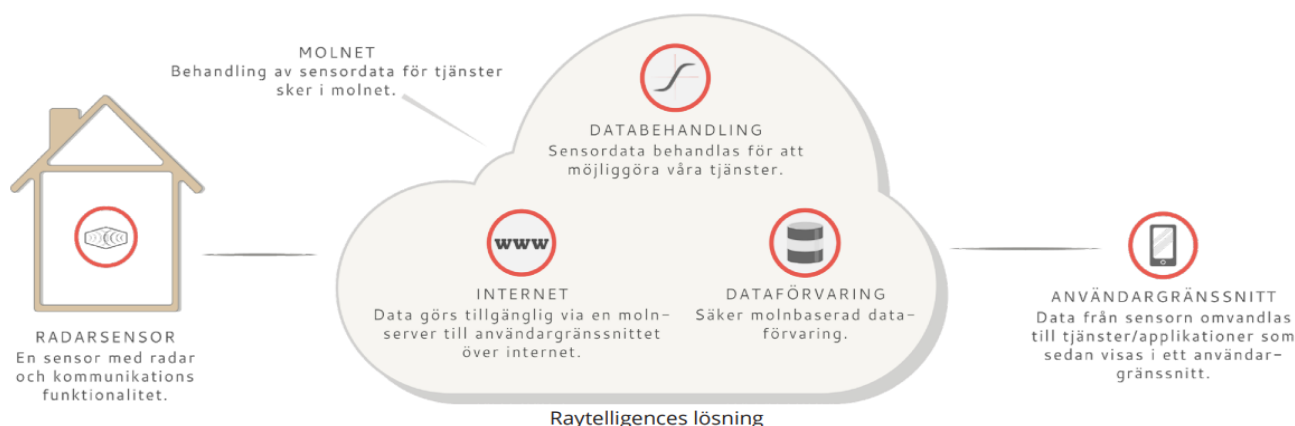 MOLNET
Behandling av sensordata för tjänster
sker i molnet.
RADARSENSOR
En sensor med radar
och kommunikations
funktionalitet.
DATABEHANDLING
Sensordata behandlas för att
möjliggöra våra tjänster.
www
INTERNET
Data görs tillgänglig via en moln-
server till användargränssnittet
över internet.
DATAFÖRVARING
Säker molnbaserad data-
förvaring.
ANVÄNDARGRÄNSSNITT
Data från sensorn omvandlas
till tjänster/applikationer som
sedan visas i ett användar-
gränssnitt.
Raytelligences lösning